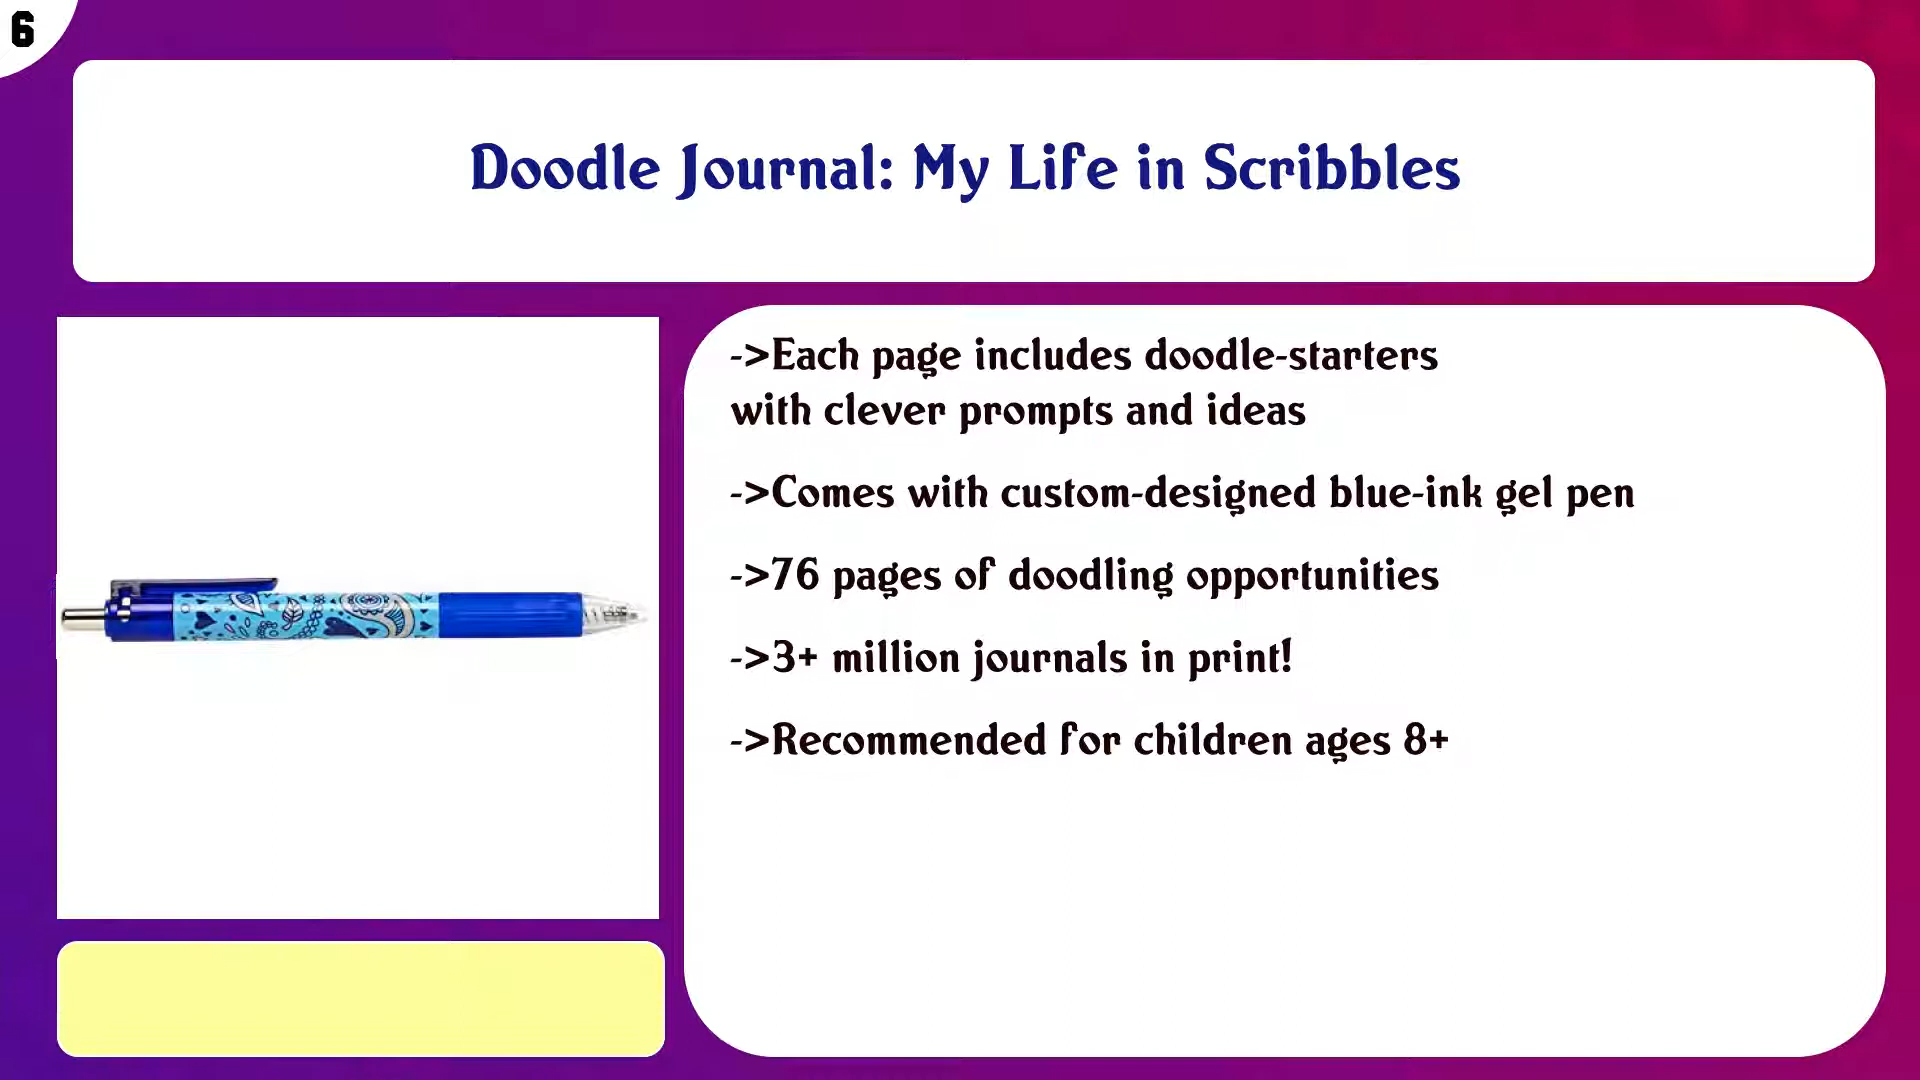 6
Doodle Journal: My Life in Scribbles
->Each page includes doodle-starters
with clever prompts and ideas
->Comes with custom-designed blue-ink gel pen
->76 pages of doodling opportunities
->3+ million journals in print!
->Recommended for children ages 8+